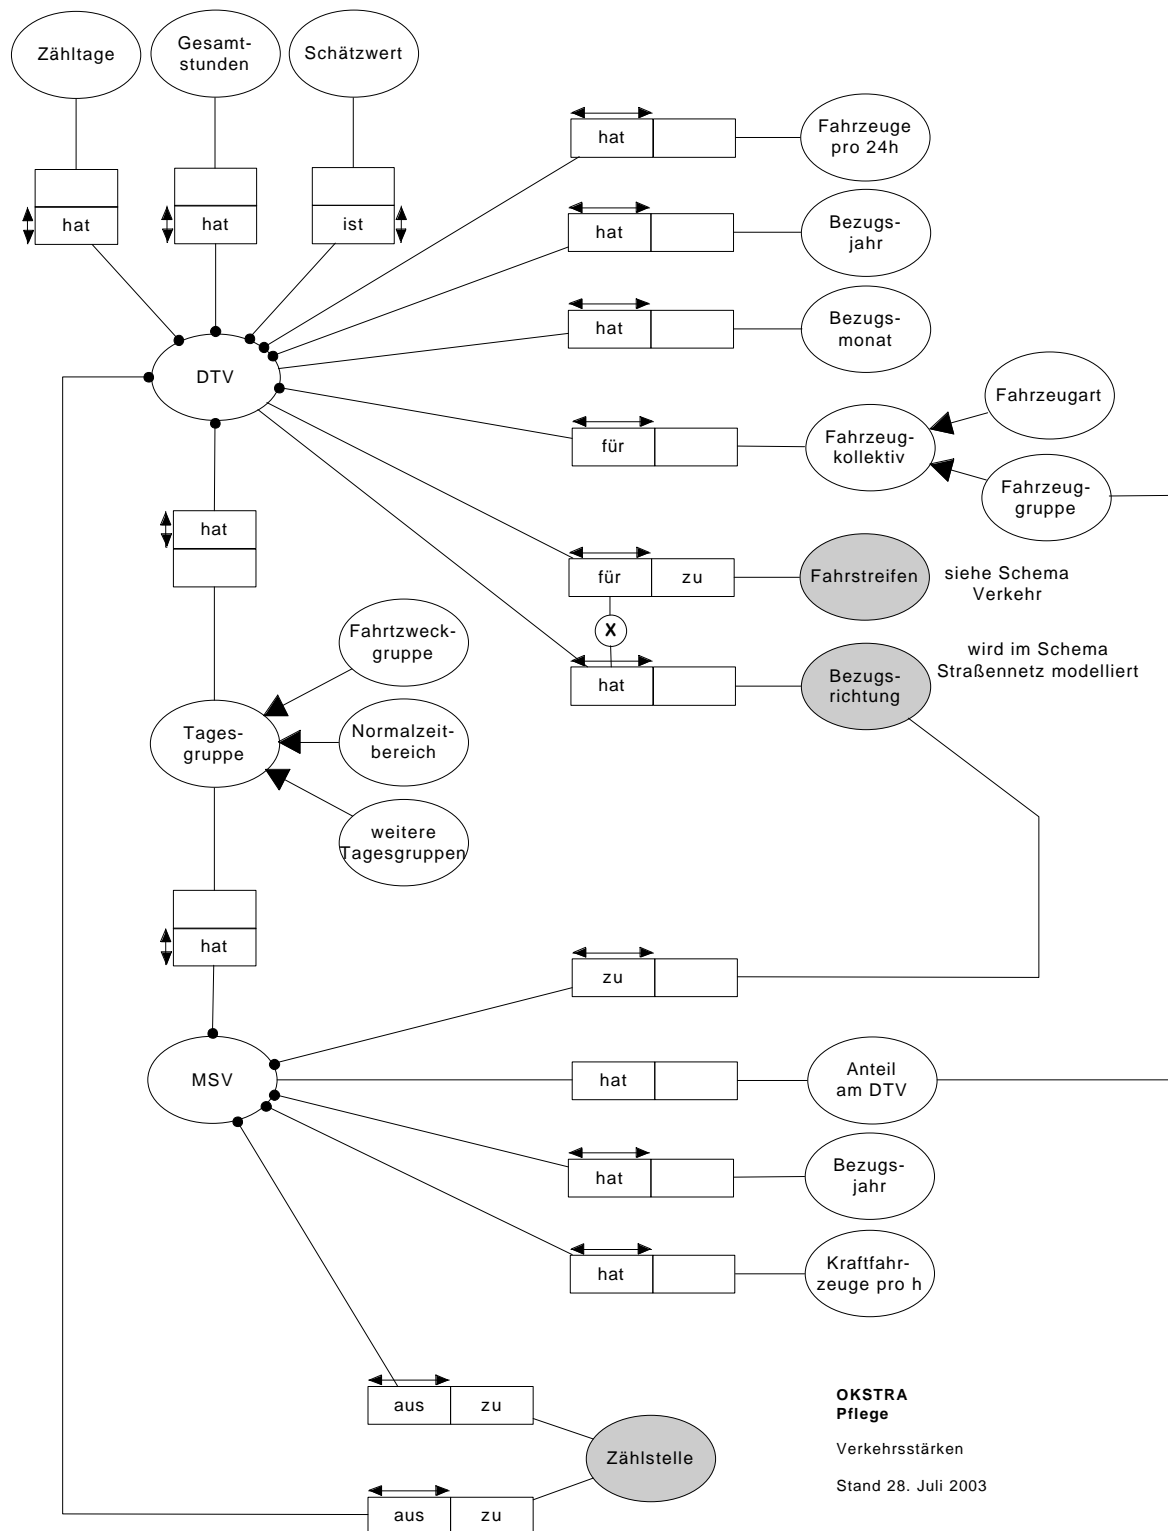 Zähltage
Gesamt-
stunden
Schätzwert
hat
hat
ist
hat
Fahrzeuge
pro 24h
hat
Bezugs-
jahr
hat
Bezugs-
monat
DTV
für
Fahrzeug-
kollektiv
Fahrzeugart
Fahrzeug-
gruppe
hat
für
zu
Fahrstreifen
siehe Schema
Verkehr
X
hat
Bezugs-
richtung
wird im Schema
Straßennetz modelliert
Fahrtzweck-
gruppe
Tages-
gruppe
Normalzeit-
bereich
weitere
Tagesgruppen
hat
zu
MSV
hat
Anteil
am DTV
hat
Bezugs-
jahr
hat
Kraftfahr-
zeuge pro h
aus
zu
Zählstelle
aus
zu
OKSTRA
Pflege
Verkehrsstärken
Stand 28. Juli 2003